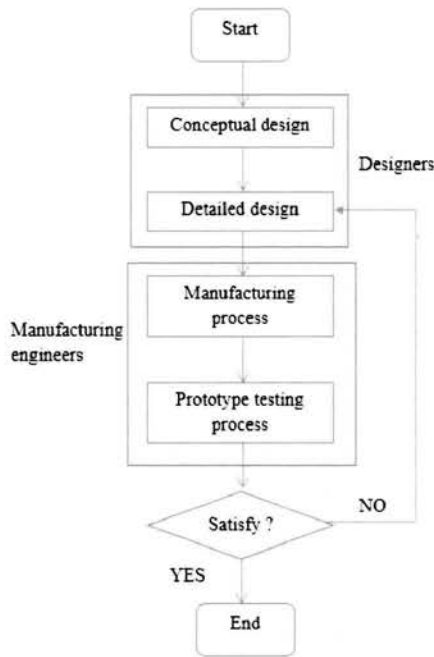 Start
Conceptual design
Designers
Detailed design
Manufacturing
process
Manufacturing
engineers
Prototype testing
process
NO
Satisfy ?
YES
End